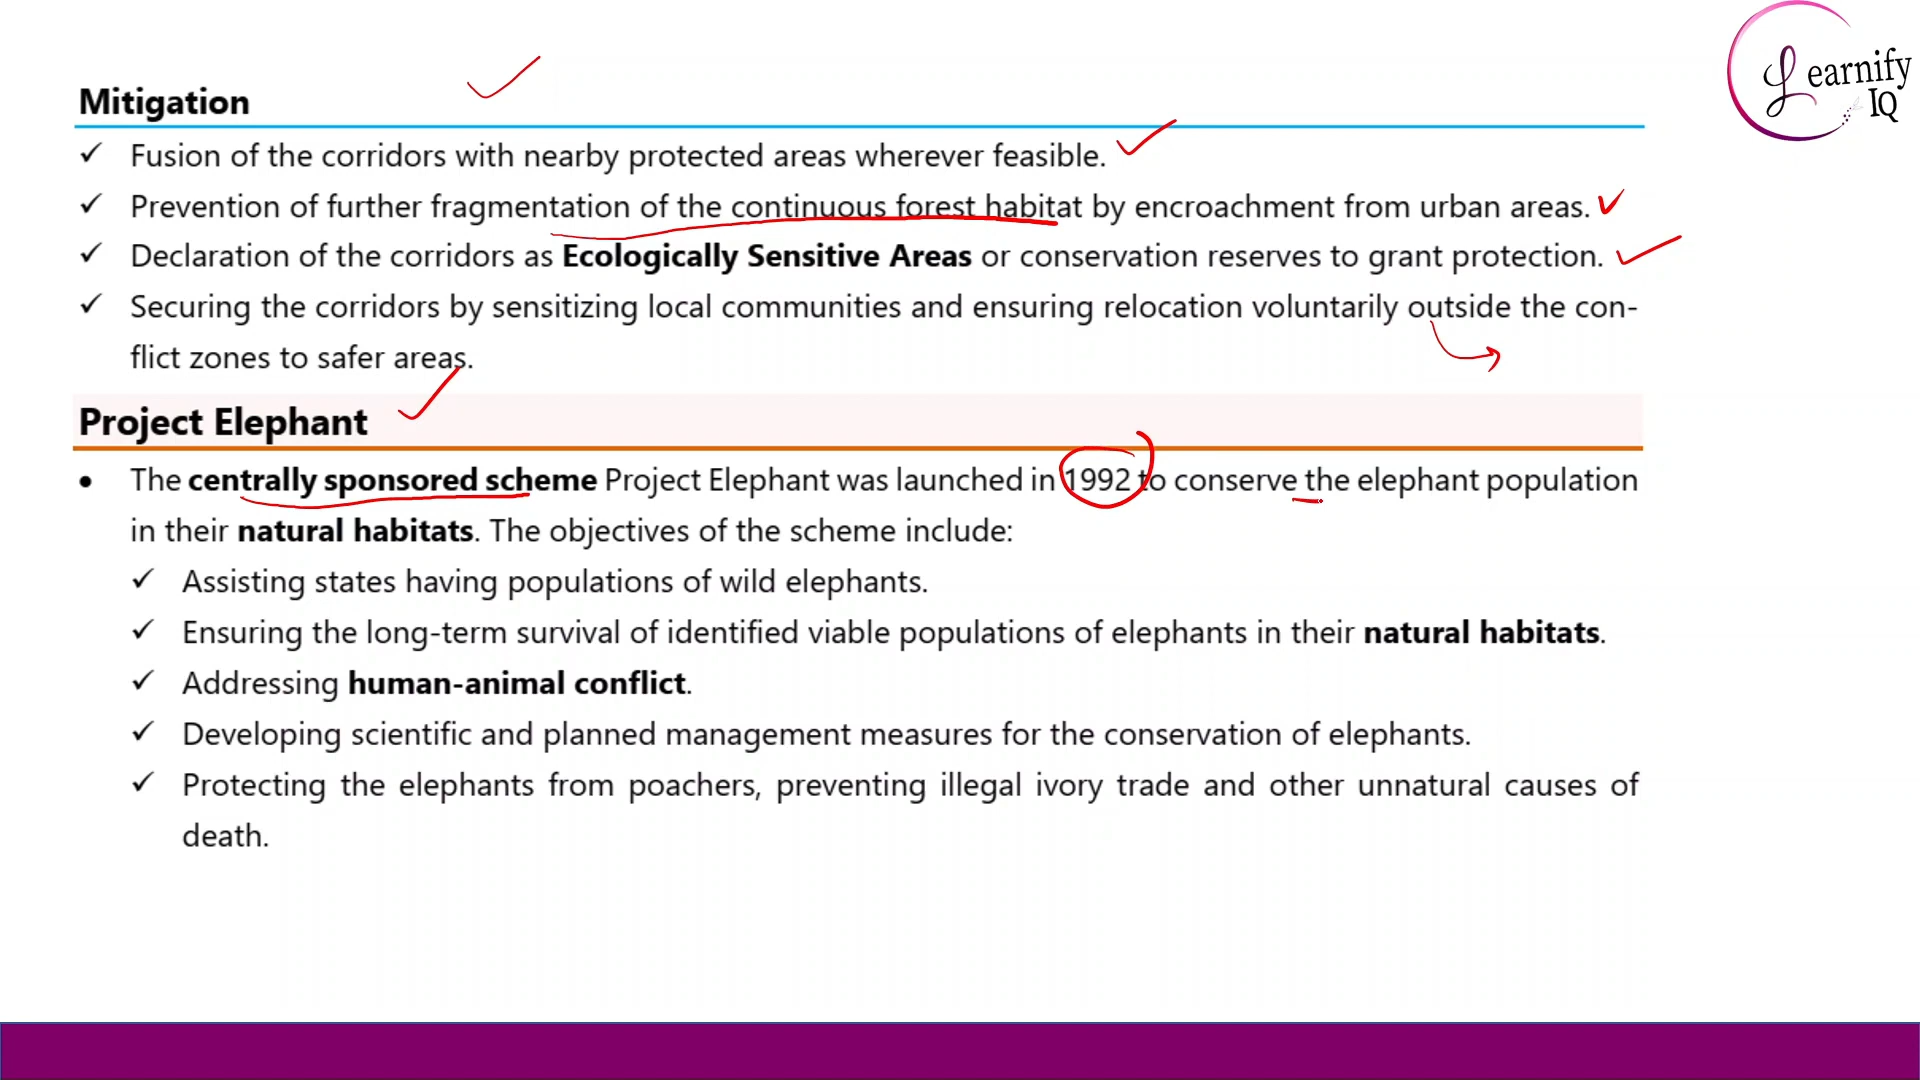 Learnify
IQ
Mitigation
✓ Fusion of the corridors with nearby protected areas wherever feasible.
✓ Prevention of further fragmentation of the continuous forest habitat by encroachment from urban areas.
✓ Declaration of the corridors as Ecologically Sensitive Areas or conservation reserves to grant protection.
✓ Securing the corridors by sensitizing local communities and ensuring relocation voluntarily outside the con-
flict zones to safer areas.
Project Elephant
• The centrally sponsored scheme Project Elephant was launched in 1992 to conserve the elephant population
in their natural habitats. The objectives of the scheme include:
✓ Assisting states having populations of wild elephants.
✓ Ensuring the long-term survival of identified viable populations of elephants in their natural habitats.
✓ Addressing human-animal conflict.
✓ Developing scientific and planned management measures for the conservation of elephants.
✓ Protecting the elephants from poachers, preventing illegal ivory trade and other unnatural causes of
death.